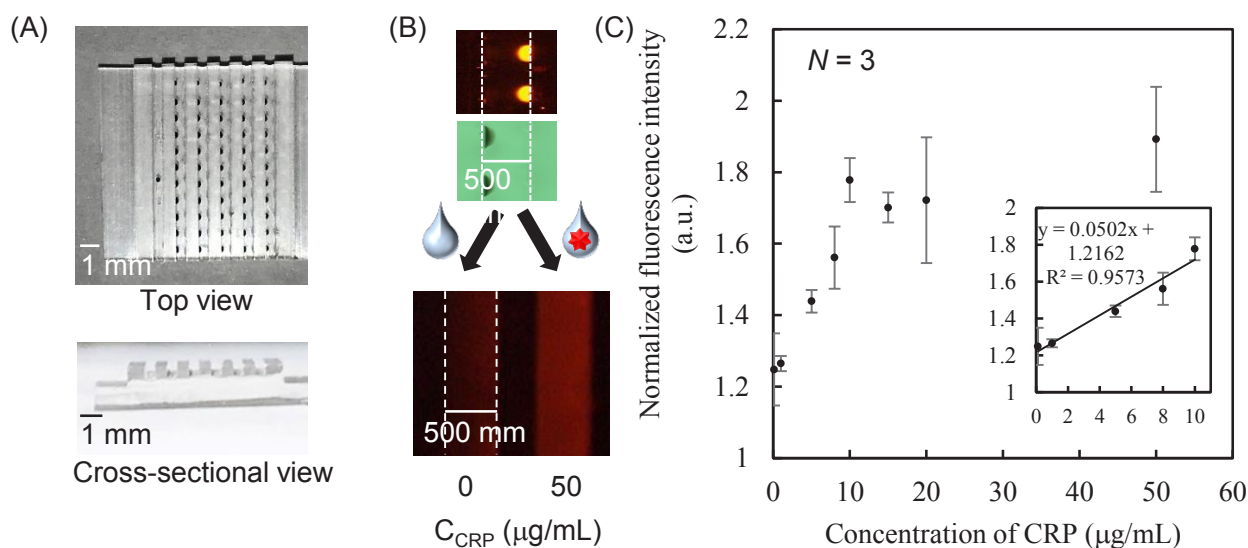 (A)
1 mm
Top view
1 mm
Cross-sectional view
(B)
500
500 mm
0 50
C_CRP (µg/mL)
(C)
Normalized fluorescence intensity
(a.u.)
2.2
2
1.8
1.6
1.4
1.2
1
N = 3
2
1.8
1.6
1.4
1.2
1
y = 0.0502x +
1.2162
R² = 0.9573
0 2 4 6 8 10
0 10 20 30 40 50 60
Concentration of CRP (µg/mL)